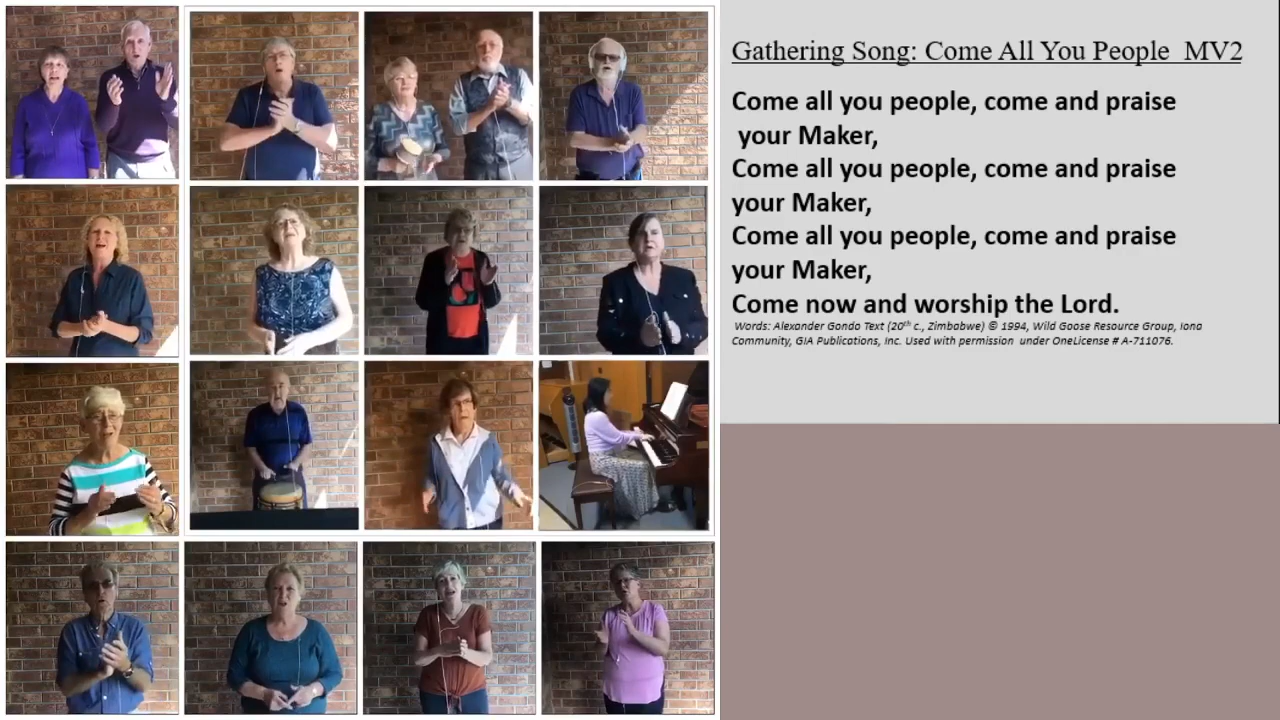 Gathering Song: Come All You People  MV2
Come all you people, come and praise
your Maker,
Come all you people, come and praise
your Maker,
Come all you people, come and praise
your Maker,
Come now and worship the Lord.
Words: Alexander Gondo Text (20th c., Zimbabwe) © 1994, Wild Goose Resource Group, Iona
Community, GIA Publications, Inc. Used with permission  under OneLicense # A-711076.